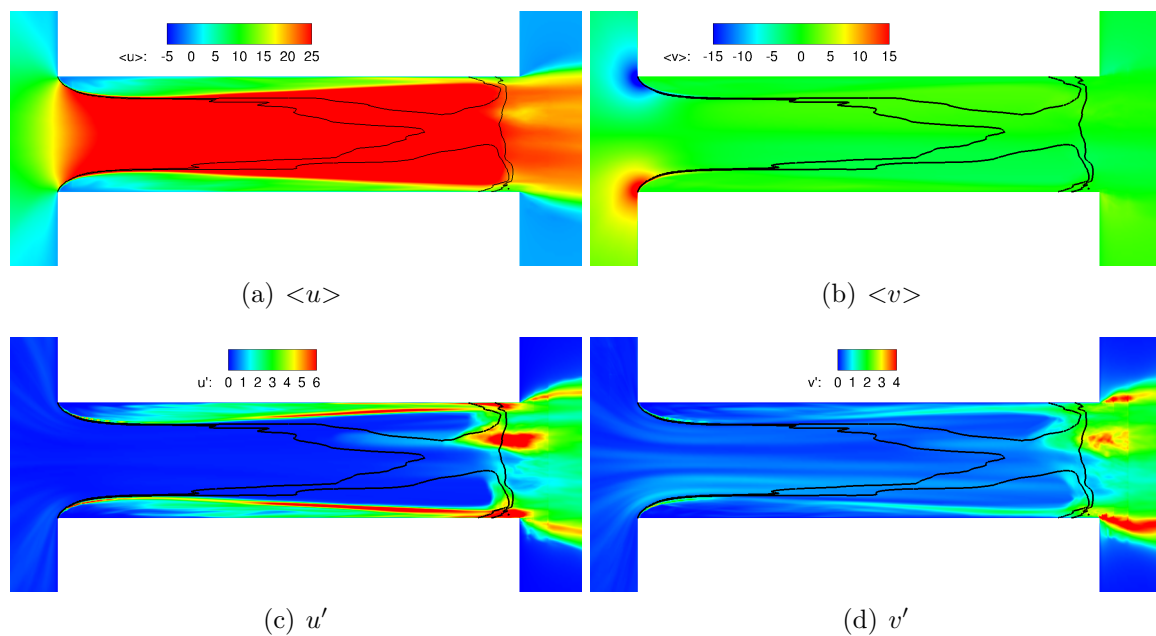 <u>: -5 0 5 10 15 20 25
<v>: -15 -10 -5 0 5 10 15
(a) <u>
(b) <v>
u': 0 1 2 3 4 5 6
v': 0 1 2 3 4
(c) u′
(d) v′